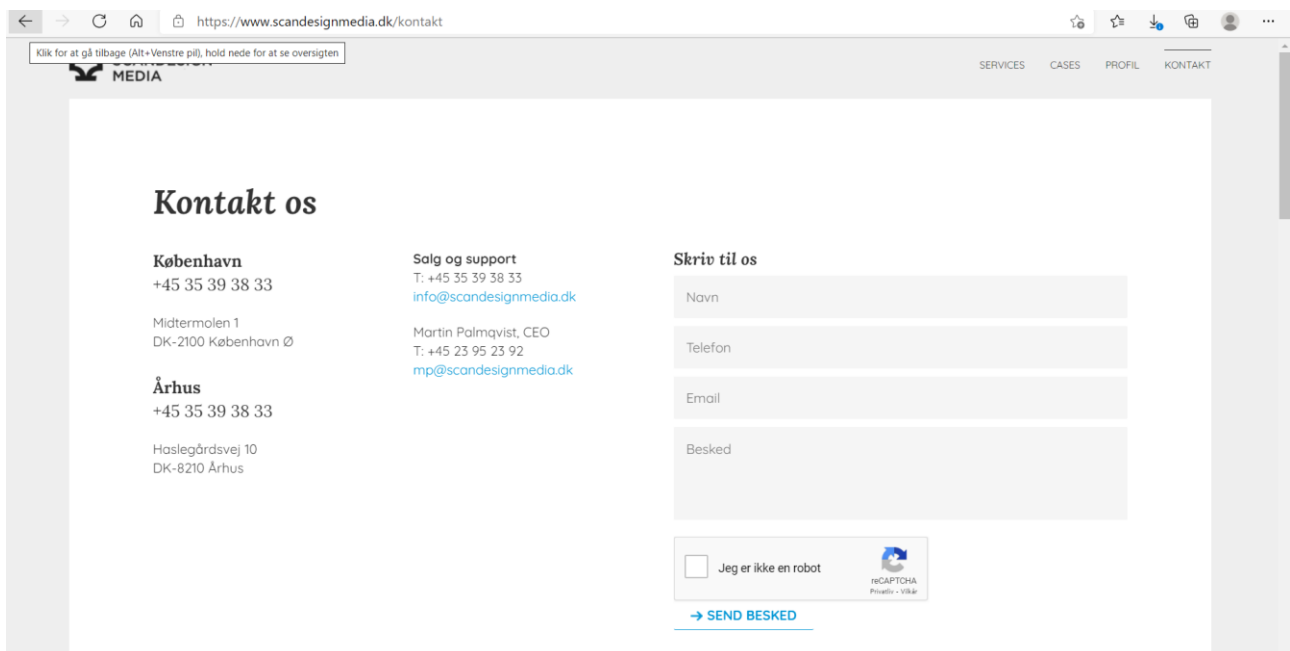 https://www.scandesignmedia.dk/kontakt
Klik for at gå tilbage (Alt+Venstre pil), hold nede for at se oversigten
MEDIA
SERVICES CASES PROFIL KONTAKT
Kontakt os
København
+45 35 39 38 33
Midtermolen 1
DK-2100 København Ø
Århus
+45 35 39 38 33
Haslegårdsvej 10
DK-8210 Århus
Salg og support
T: +45 35 39 38 33
info@scandesignmedia.dk
Martin Palmqvist, CEO
T: +45 23 95 23 92
mp@scandesignmedia.dk
Skriv til os
Navn
Telefon
Email
Besked
Jeg er ikke en robot
reCAPTCHA
Privatliv - Vilkår
→ SEND BESKED